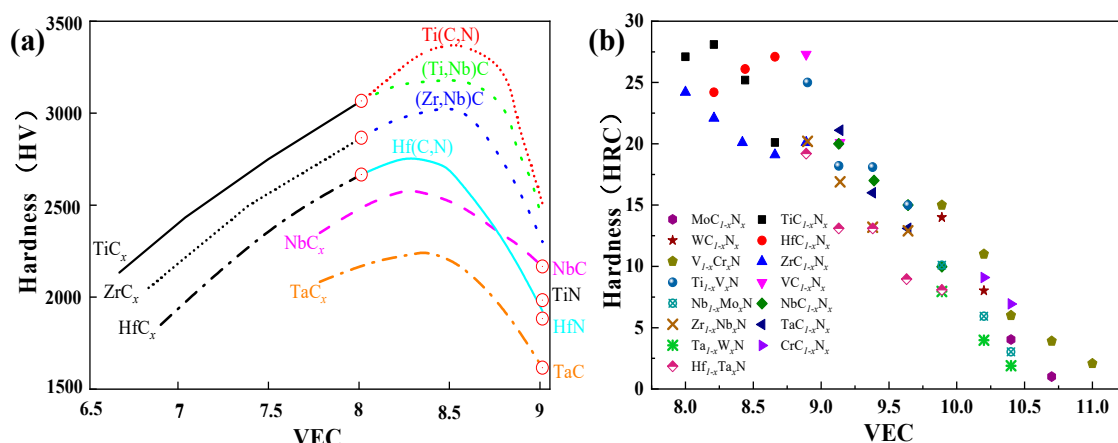 (a)
Hardness (HV)
3500
3000
2500
2000
1500
6.5
7
7.5
8
8.5
9
VEC
Ti(C,N)
(Ti,Nb)C
(Zr,Nb)C
Hf(C,N)
NbCx
TaCx
TiCx
ZrCx
HfCx
NbC
TiN
HfN
TaC
(b)
Hardness (HRC)
30
25
20
15
10
5
0
8.0
8.5
9.0
9.5
10.0
10.5
11.0
VEC
MoC1-xNx
WC1-xNx
V1-xCrxN
Ti1-xVxN
Nb1-xMoxN
Zr1-xNbxN
Ta1-xWxN
Hf1-xTaxN
TiC1-xNx
HfC1-xNx
ZrC1-xNx
VC1-xNx
NbC1-xNx
TaC1-xNx
CrC1-xNx